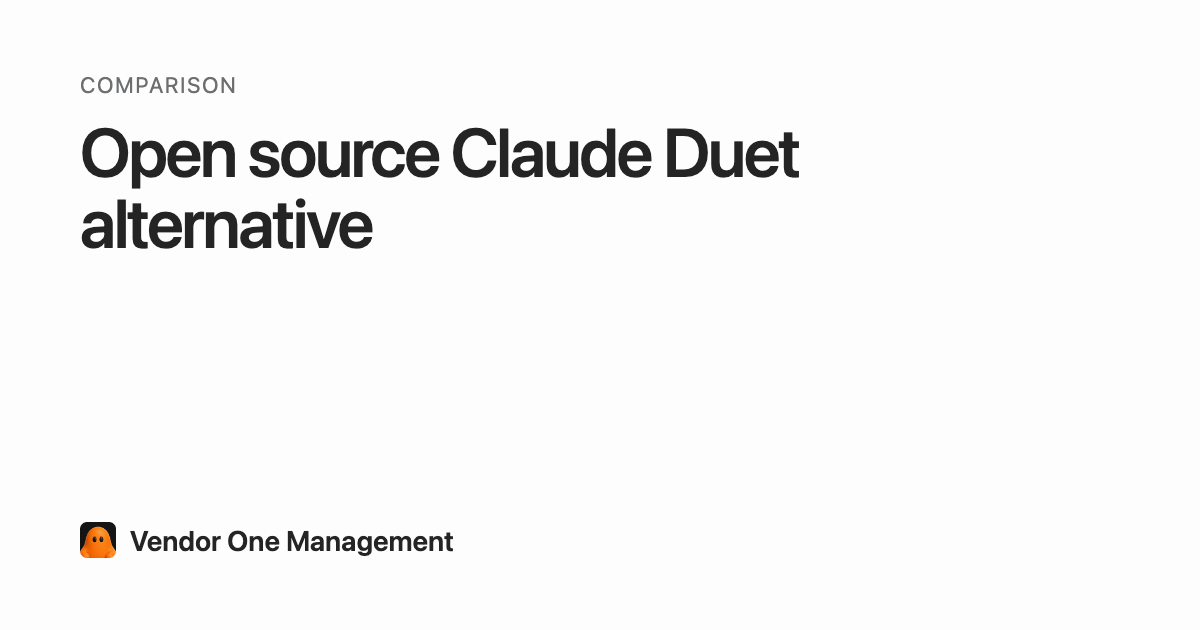 COMPARISON
Open source Claude Duet
alternative
Vendor One Management